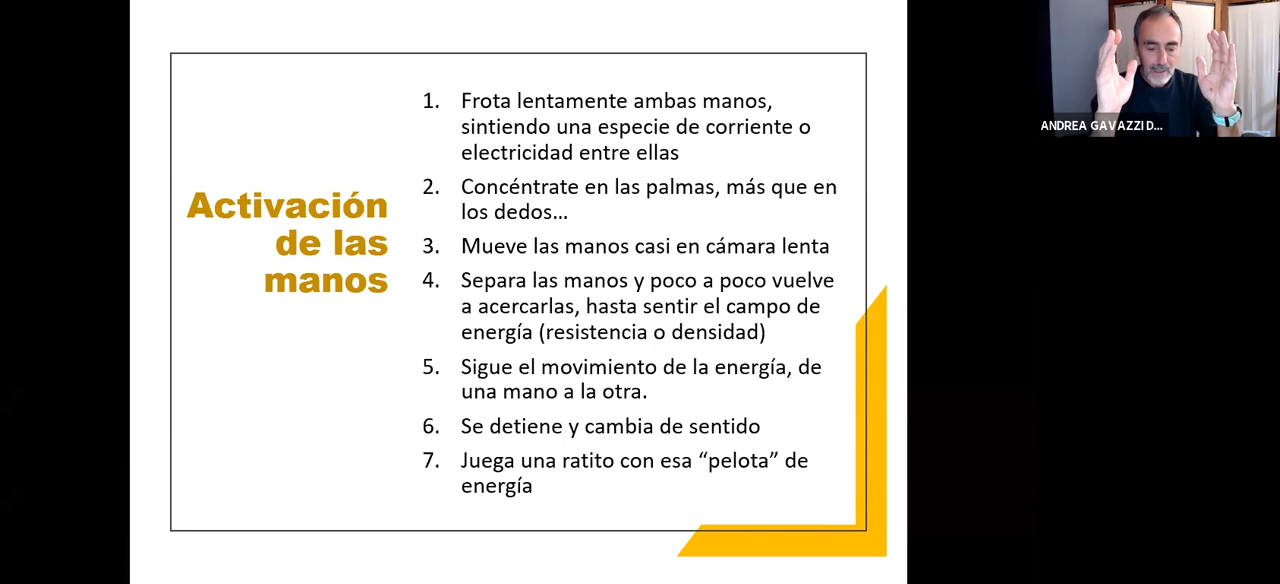 Activación
de las
manos
1. Frota lentamente ambas manos,
sintiendo una especie de corriente o
electricidad entre ellas
2. Concéntrate en las palmas, más que en
los dedos...
3. Mueve las manos casi en cámara lenta
4. Separa las manos y poco a poco vuelve
a acercarlas, hasta sentir el campo de
energía (resistencia o densidad)
5. Sigue el movimiento de la energía, de
una mano a la otra.
6. Se detiene y cambia de sentido
7. Juega una ratito con esa “pelota” de
energía
ANDREA GAVAZZI D...